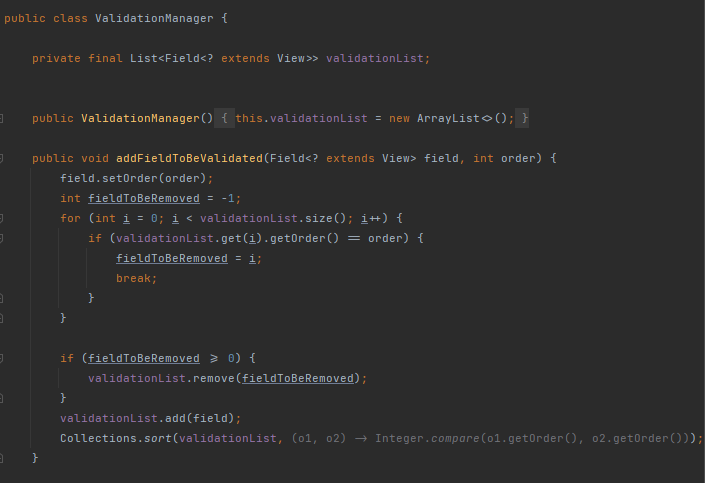 public class ValidationManager {
private final List<Field<? extends View>> validationList;
public ValidationManager() { this.validationList = new ArrayList<>(); }
public void addFieldToBeValidated(Field<? extends View> field, int order) {
field.setOrder(order);
int fieldToBeRemoved = -1;
for (int i = 0; i < validationList.size(); i++) {
if (validationList.get(i).getOrder() == order) {
fieldToBeRemoved = i;
break;
}
}
if (fieldToBeRemoved >= 0) {
validationList.remove(fieldToBeRemoved);
}
validationList.add(field);
Collections.sort(validationList, (o1, o2) -> Integer.compare(o1.getOrder(), o2.getOrder()));
}